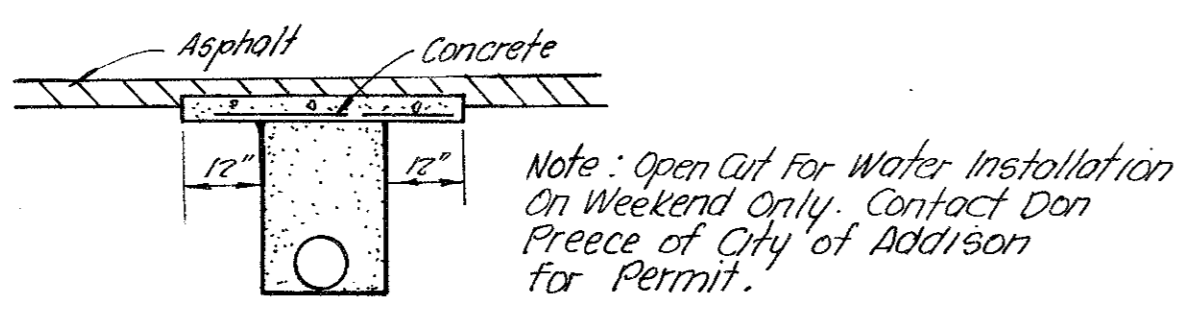 Asphalt
Concrete
12"
12"
Note: Open Cut For Water Installation
On Weekend Only. Contact Don
Preece of City of Addison
for Permit.